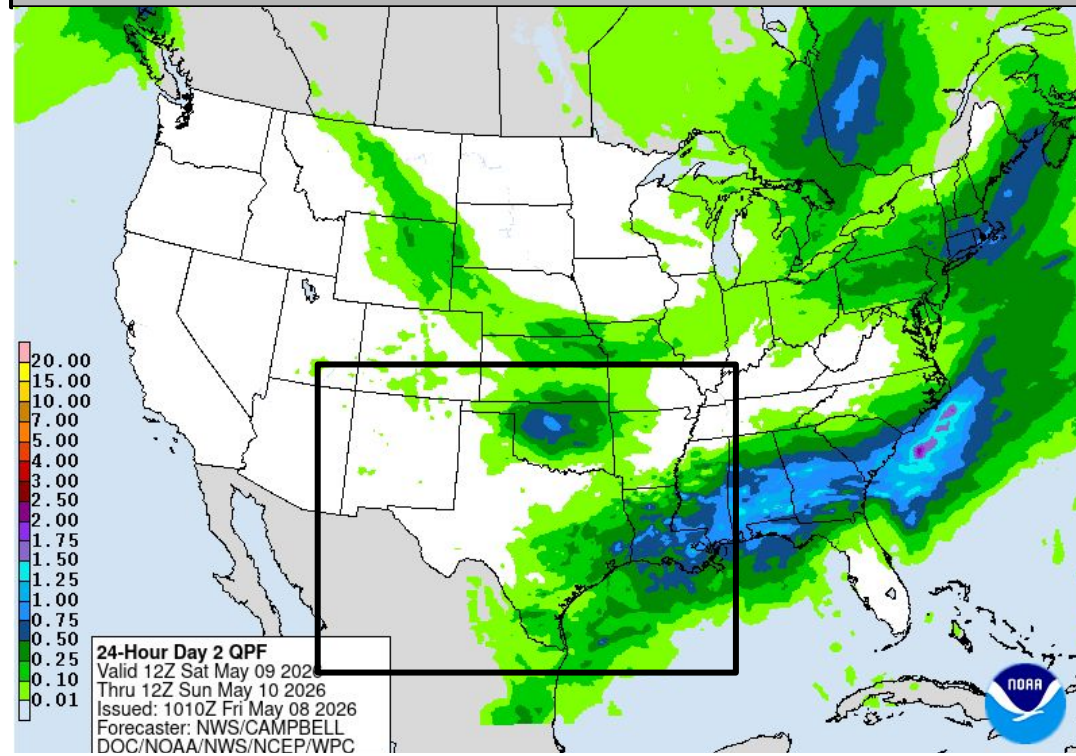 20.00
15.00
10.00
7.00
5.00
4.00
3.00
2.50
2.00
1.75
1.50
1.25
1.00
0.75
0.50
0.25
0.10
0.01
24-Hour Day 2 QPF
Valid 12Z Sat May 09 2026
Thru 12Z Sun May 10 2026
Issued: 1010Z Fri May 08 2026
Forecaster: NWS/CAMPBELL
DOC/NOAA/NWS/NCEP/WPC
NOAA